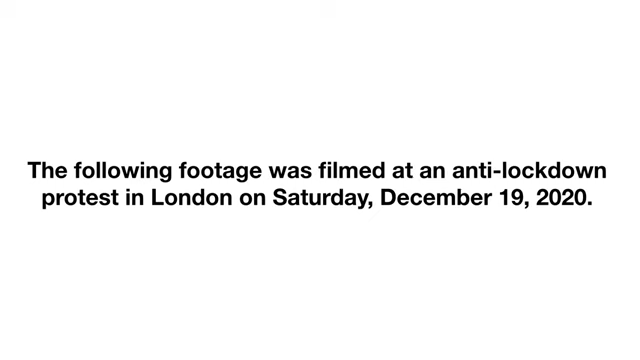 The following footage was filmed at an anti-lockdown
protest in London on Saturday, December 19, 2020.